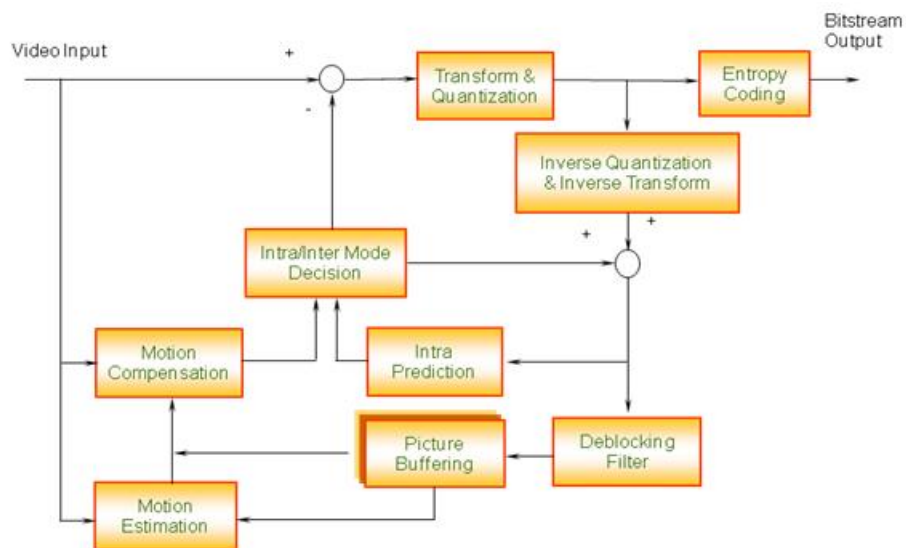 Bitstream
Output
Video Input
+
Transform &
Quantization
Entropy
Coding
-
Inverse Quantization
& Inverse Transform
+
+
Intra/Inter Mode
Decision
Motion
Compensation
Intra
Prediction
Picture
Buffering
Deblocking
Filter
Motion
Estimation